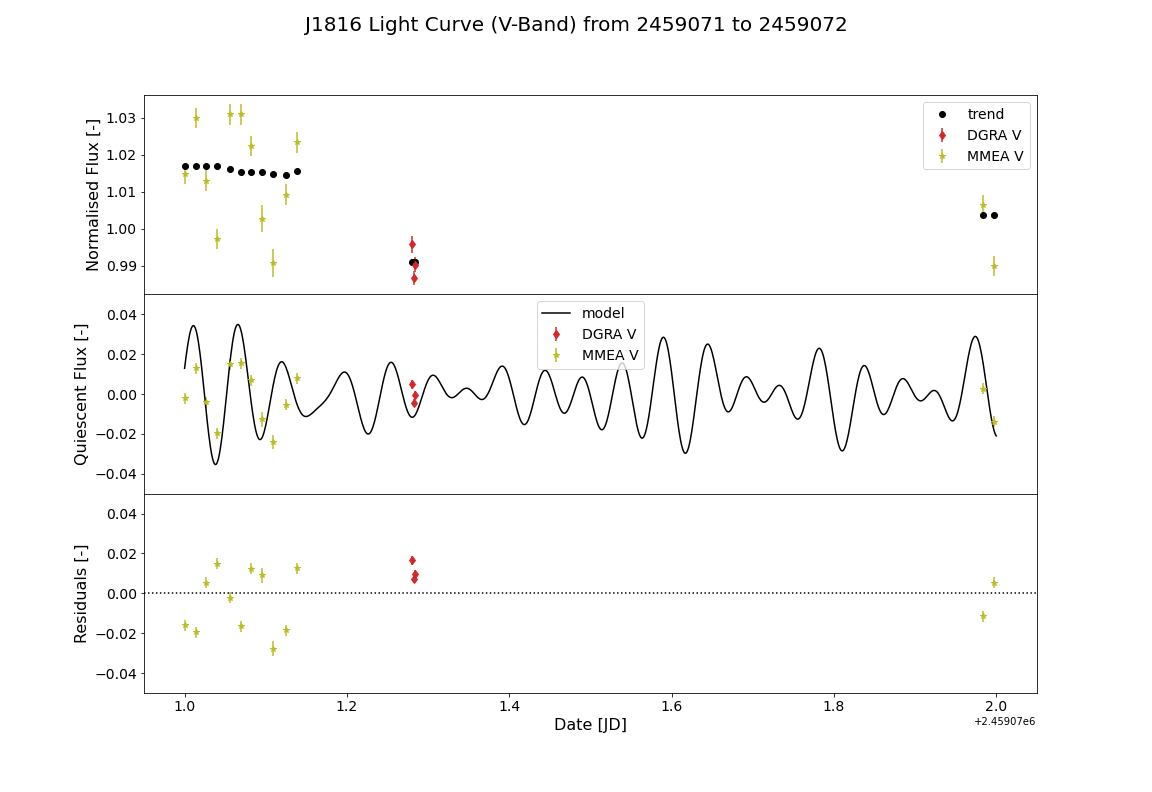 J1816 Light Curve (V-Band) from 2459071 to 2459072
Normalised Flux [-]
1.03
1.02
1.01
1.00
0.99
trend
DGRA V
MMEA V
Quiescent Flux [-]
0.04
0.02
0.00
−0.02
−0.04
model
DGRA V
MMEA V
Residuals [-]
0.04
0.02
0.00
−0.02
−0.04
1.0 1.2 1.4 1.6 1.8 2.0
Date [JD]
+2.45907e6